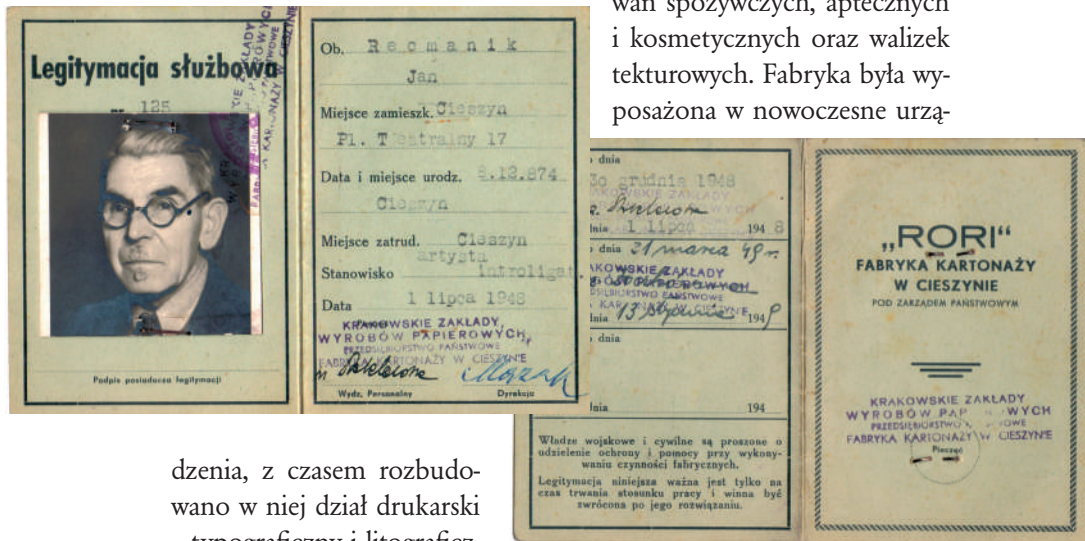 wań spożywczych, aptecznych
i kosmetycznych oraz walizek
tekturowych. Fabryka była wy-
posażona w nowoczesne urzą-
Legitymacja służbowa
125
Ob. Recmanik
Jan
Miejsce zamieszk. Cieszyn
Pl. Teatralny 17
Data i miejsce urodz. 8.12.874
Cieszyn
Miejsce zatrud. Cieszyn
artysta
Stanowisko introligat.
Data 1 lipca 1948
KRAKOWSKIE ZAKŁADY
WYROBÓW PAPIEROWYCH
PRZEDSIĘBIORSTWO PAŃSTWOWE
FABRYKA KARTONAŻY W CIESZYNIE
Wydz. Personalny Dyrekcja
Podpis posiadacza legitymacji
dnia
30 grudnia 1948
dnia 1 lipca 1948
dnia 31 marca 49 r.
KRAKOWSKIE ZAKŁADY
dnia 13 stycznia 1949
dnia
dnia 194
Władze wojskowe i cywilne są proszone o
udzielenie ochrony i pomocy przy wykony-
waniu czynności fabrycznych.
Legitymacja niniejsza ważna jest tylko na
czas trwania stosunku pracy i winna być
zwrócona po jego rozwiązaniu.
„RORI“
FABRYKA KARTONAŻY
W CIESZYNIE
POD ZARZĄDEM PAŃSTWOWYM
KRAKOWSKIE ZAKŁADY
WYROBÓW PAPIEROWYCH
PRZEDSIĘBIORSTWO PAŃSTWOWE
FABRYKA KARTONAŻY W CIESZYNIE
Pieczęć
dzenia, z czasem rozbudo-
wano w niej dział drukarski
typograficzny i litograficz-